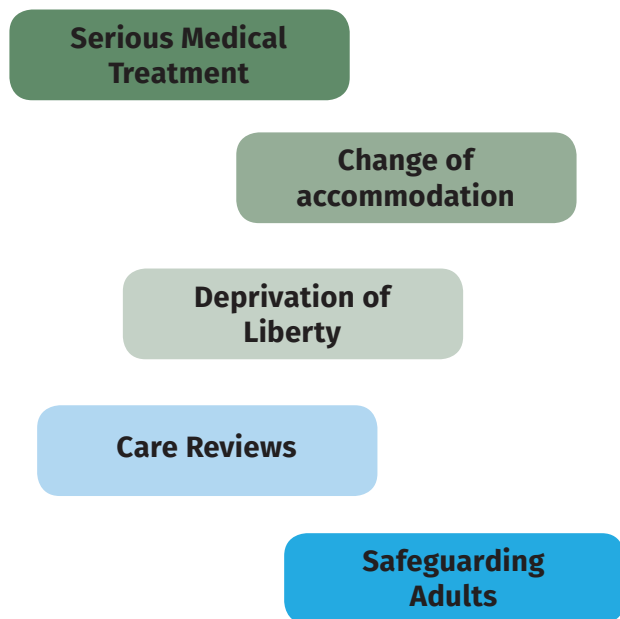 Serious Medical
Treatment
Change of
accommodation
Deprivation of
Liberty
Care Reviews
Safeguarding
Adults